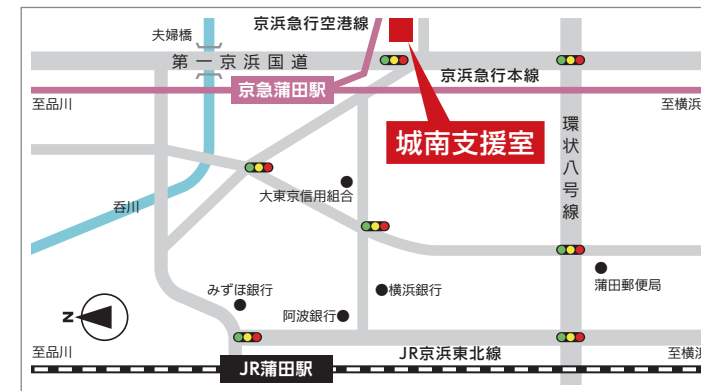 京浜急行空港線
夫婦橋
第一京浜国道
京浜急行本線
京急蒲田駅
至品川
至横浜
城南支援室
環状八号線
大東京信用組合
呑川
蒲田郵便局
みずほ銀行
横浜銀行
阿波銀行
N
至品川
JR京浜東北線
至横浜
JR蒲田駅